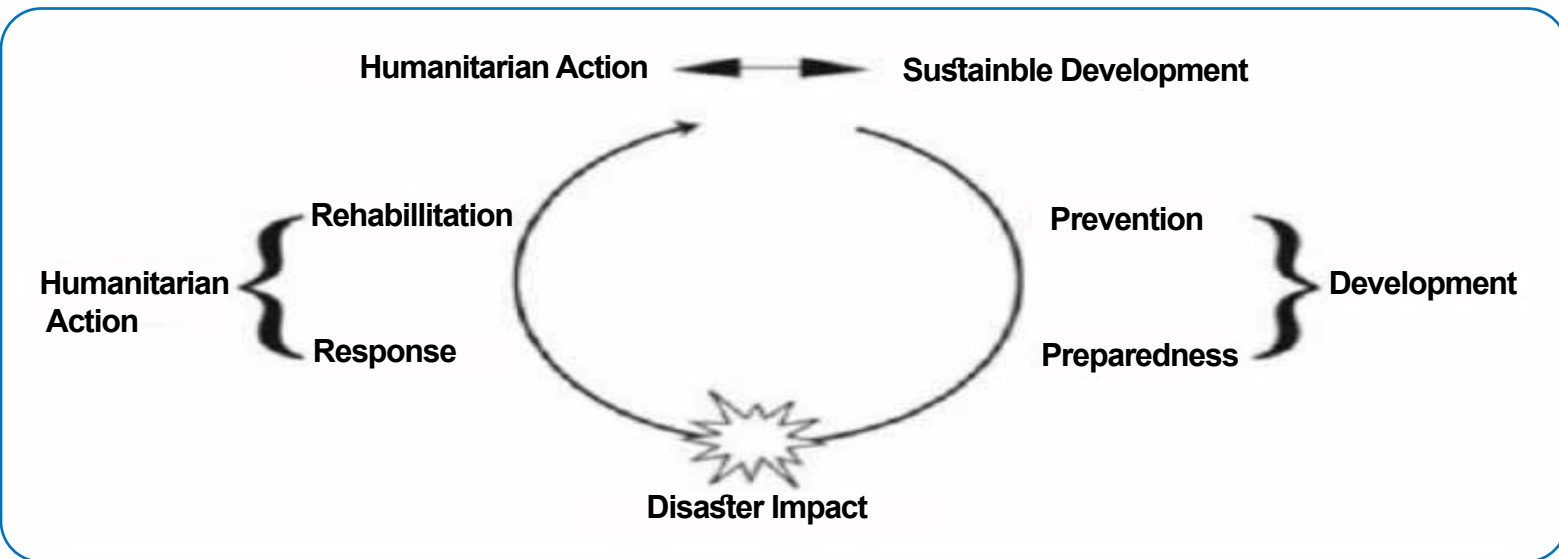 Humanitarian Action
Sustainble Development
Rehabillitation
Prevention
Humanitarian
Action
Development
Response
Preparedness
Disaster Impact